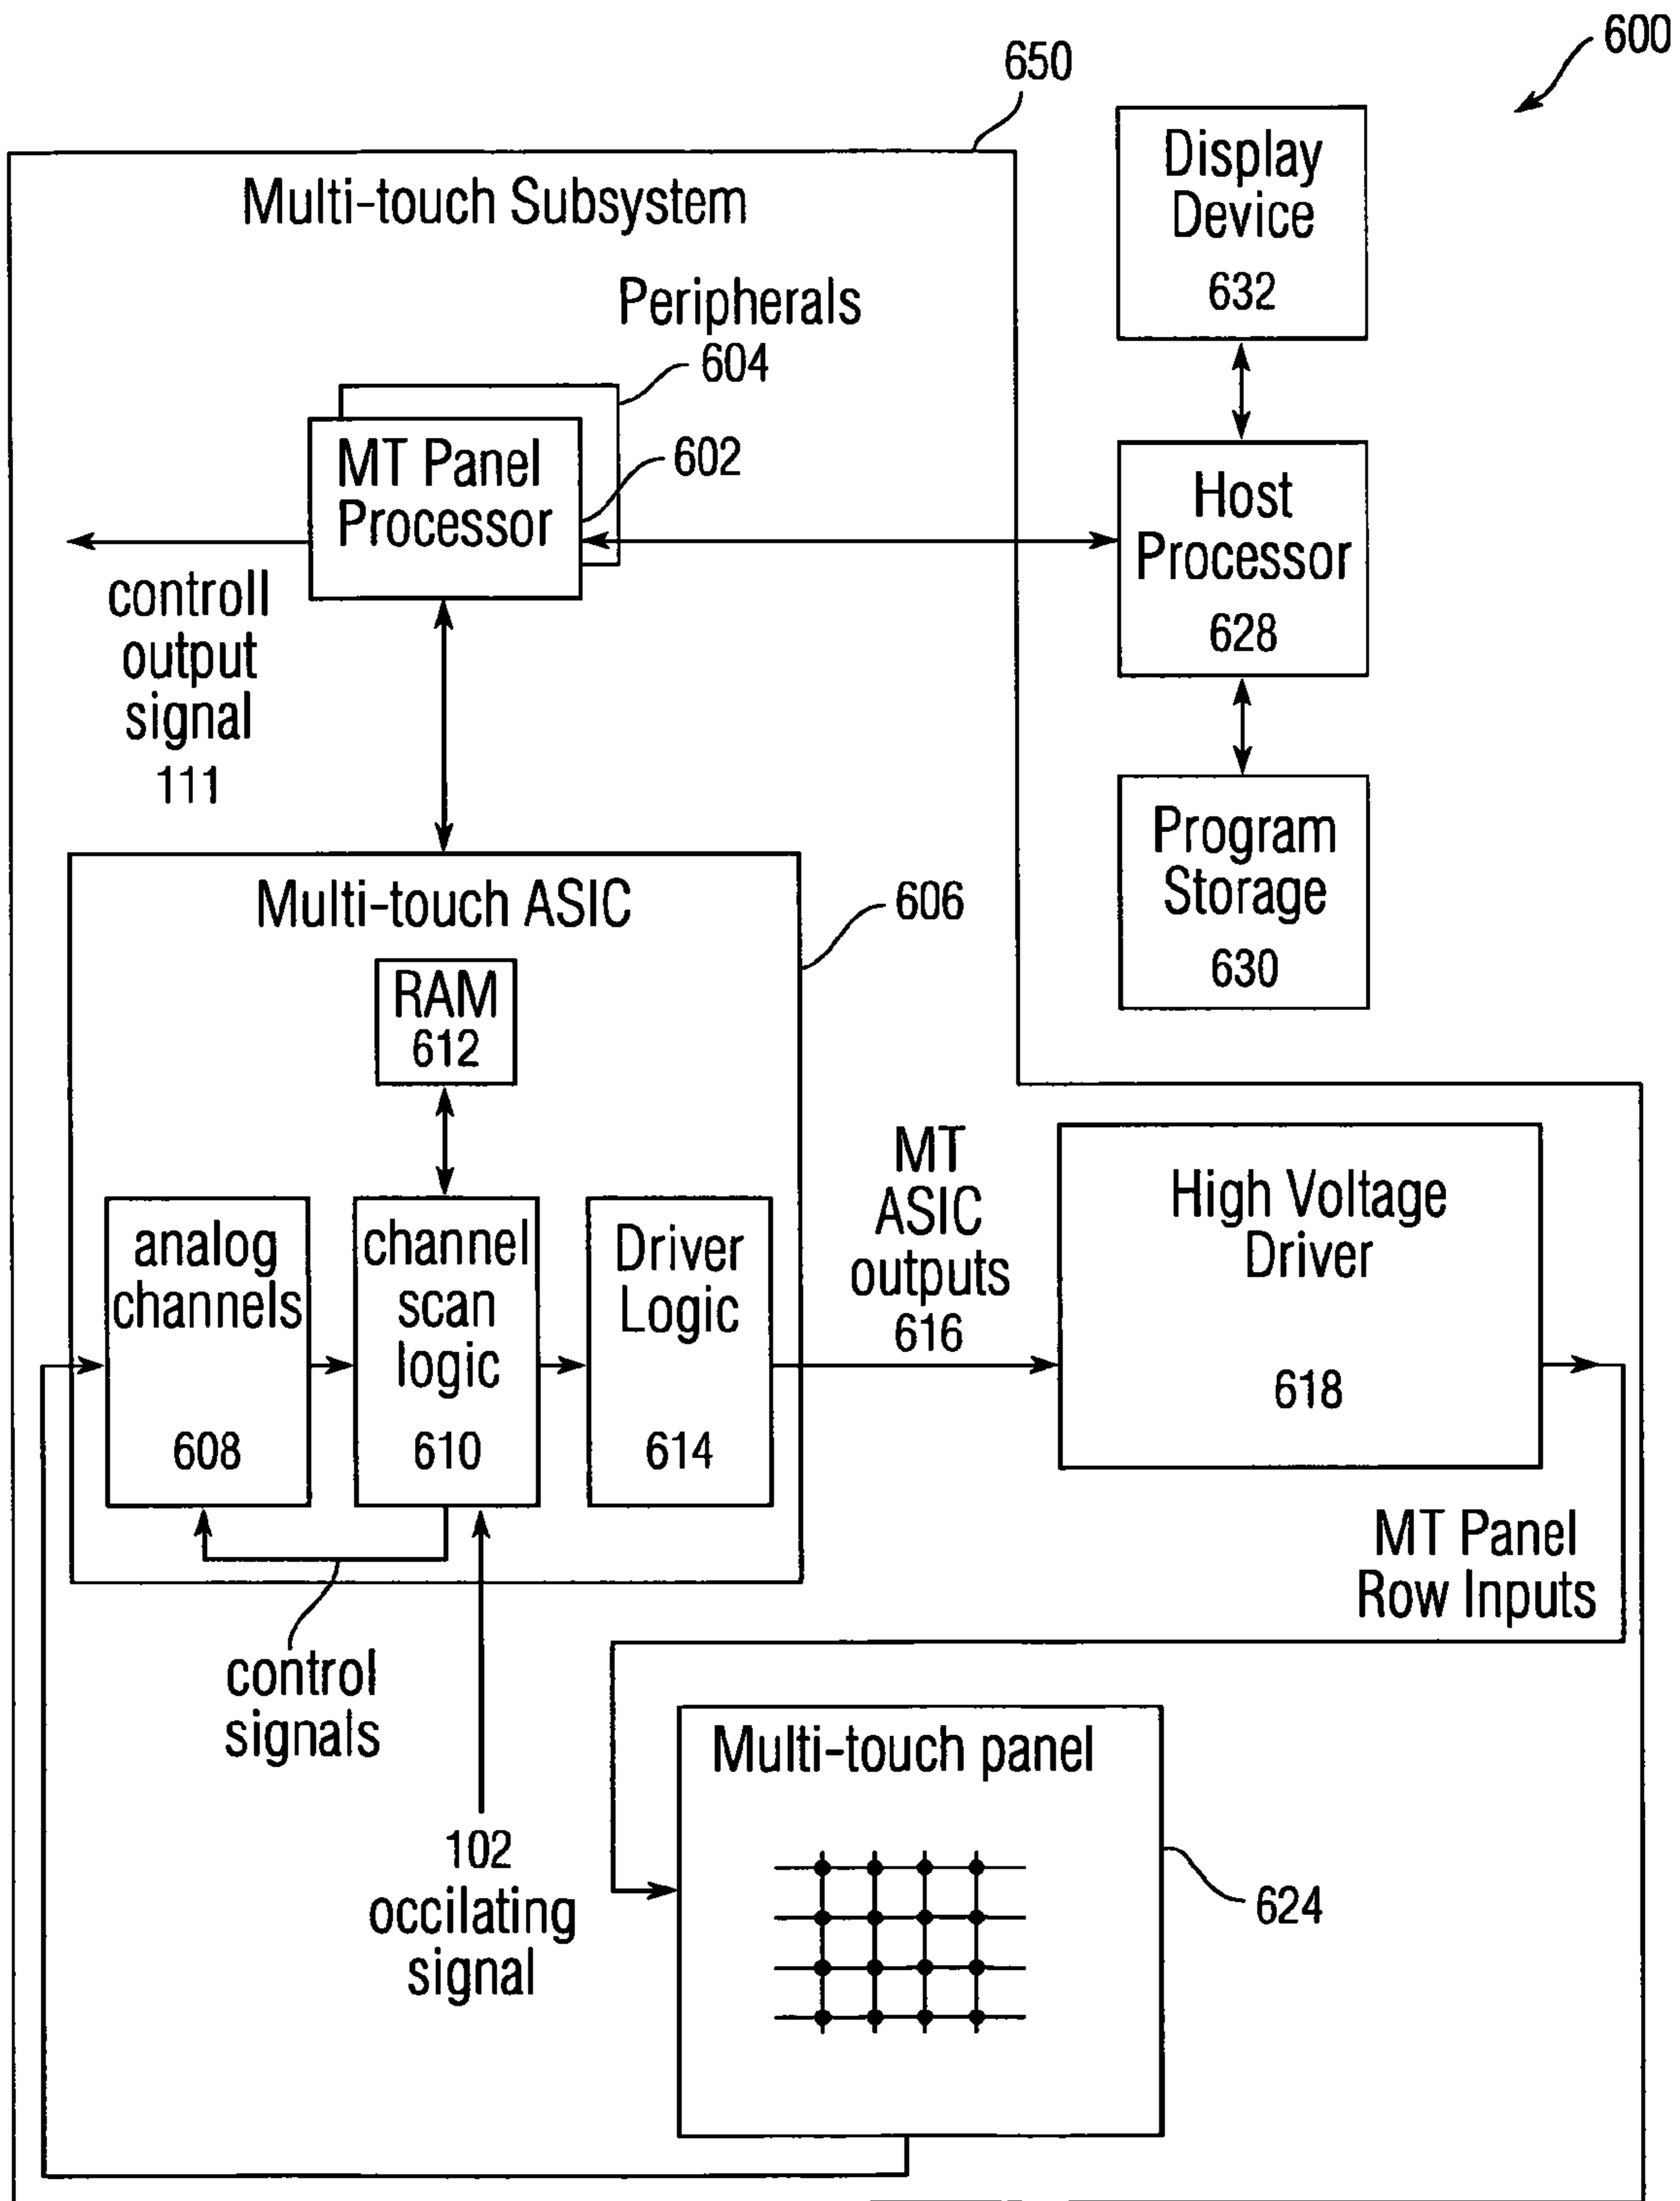 600
650
Display
Device
632
Multi-touch Subsystem
Peripherals
604
MT Panel
Processor
602
Host
Processor
628
controll
output
signal
111
Program
Storage
630
Multi-touch ASIC
606
RAM
612
analog
channels
608
channel
scan
logic
610
Driver
Logic
614
MT
ASIC
outputs
616
High Voltage
Driver
618
MT Panel
Row Inputs
control
signals
102
occilating
signal
Multi-touch panel
624